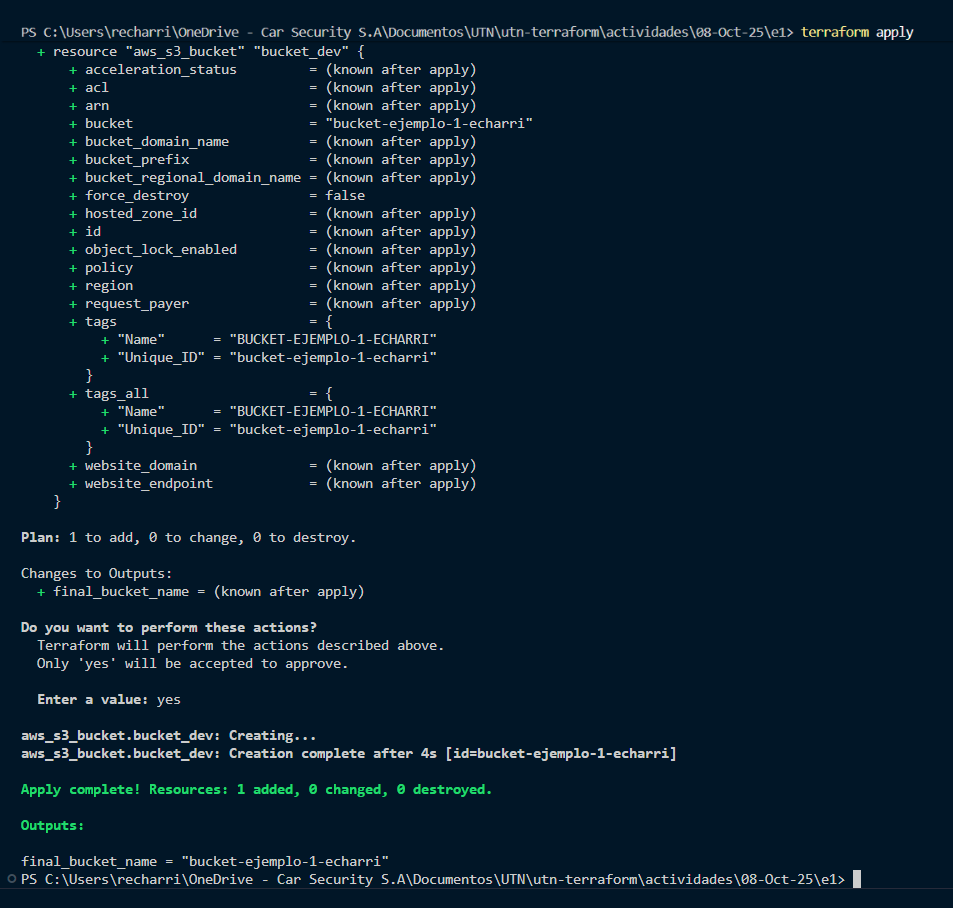 PS C:\Users\recharri\OneDrive - Car Security S.A\Documentos\UTN\utn-terraform\actividades\08-Oct-25\e1> terraform apply
  + resource "aws_s3_bucket" "bucket_dev" {
      + acceleration_status         = (known after apply)
      + acl                         = (known after apply)
      + arn                         = (known after apply)
      + bucket                      = "bucket-ejemplo-1-echarri"
      + bucket_domain_name          = (known after apply)
      + bucket_prefix               = (known after apply)
      + bucket_regional_domain_name = (known after apply)
      + force_destroy               = false
      + hosted_zone_id              = (known after apply)
      + id                          = (known after apply)
      + object_lock_enabled         = (known after apply)
      + policy                      = (known after apply)
      + region                      = (known after apply)
      + request_payer               = (known after apply)
      + tags                        = {
          + "Name"      = "BUCKET-EJEMPLO-1-ECHARRI"
          + "Unique_ID" = "bucket-ejemplo-1-echarri"
        }
      + tags_all                    = {
          + "Name"      = "BUCKET-EJEMPLO-1-ECHARRI"
          + "Unique_ID" = "bucket-ejemplo-1-echarri"
        }
      + website_domain              = (known after apply)
      + website_endpoint            = (known after apply)
    }
Plan: 1 to add, 0 to change, 0 to destroy.
Changes to Outputs:
  + final_bucket_name = (known after apply)
Do you want to perform these actions?
  Terraform will perform the actions described above.
  Only 'yes' will be accepted to approve.
  Enter a value: yes
aws_s3_bucket.bucket_dev: Creating...
aws_s3_bucket.bucket_dev: Creation complete after 4s [id=bucket-ejemplo-1-echarri]
Apply complete! Resources: 1 added, 0 changed, 0 destroyed.
Outputs:
final_bucket_name = "bucket-ejemplo-1-echarri"
PS C:\Users\recharri\OneDrive - Car Security S.A\Documentos\UTN\utn-terraform\actividades\08-Oct-25\e1>